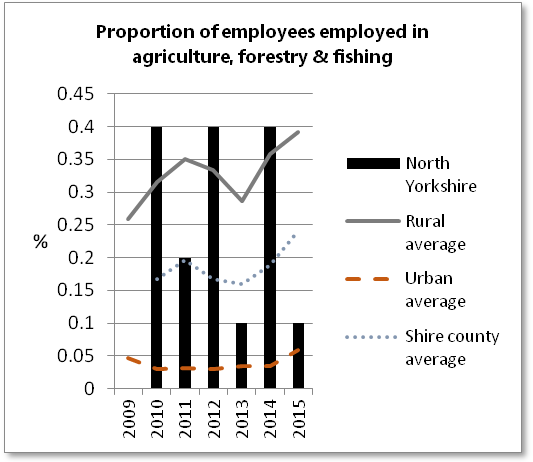 Proportion of employees employed in
agriculture, forestry & fishing
0.45
0.4
0.35
0.3
0.25
0.2
0.15
0.1
0.05
0
%
2009
2010
2011
2012
2013
2014
2015
North
Yorkshire
Rural
average
Urban
average
Shire county
average